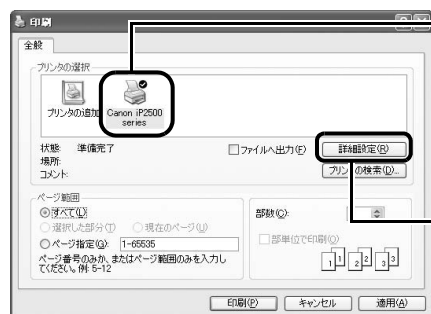 印刷
全般
プリンタの選択
プリンタの追加
Canon iP2500
series
状態: 準備完了
場所:
コメント:
ファイルへ出力(F)
詳細設定(R)
プリンタの検索(D)...
ページ範囲
すべて(L)
選択した部分(T)
現在のページ(U)
ページ指定(G): 1-65535
ページ番号のみか、またはページ範囲のみを入力し
てください。例: 5-12
部数(C):
部単位で印刷(O)
1 1 2 2 3 3
印刷(P)
キャンセル
適用(A)